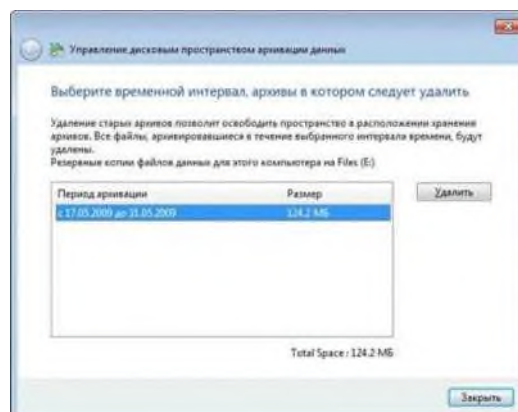 Управление дисковым пространством архивации данных
Выберите временной интервал, архивы в котором следует удалить
Удаление старых архивов позволит освободить пространство в расположении хранения
архивов. Все файлы, архивировавшиеся в течение выбранного интервала времени, будут
удалены.
Резервные копии файлов данных для этого компьютера на Files (E:)
Период архивации Размер
с 17.05.2009 до 31.05.2009 124.2 МБ
Удалить
Total Space : 124.2 МБ
Закрыть